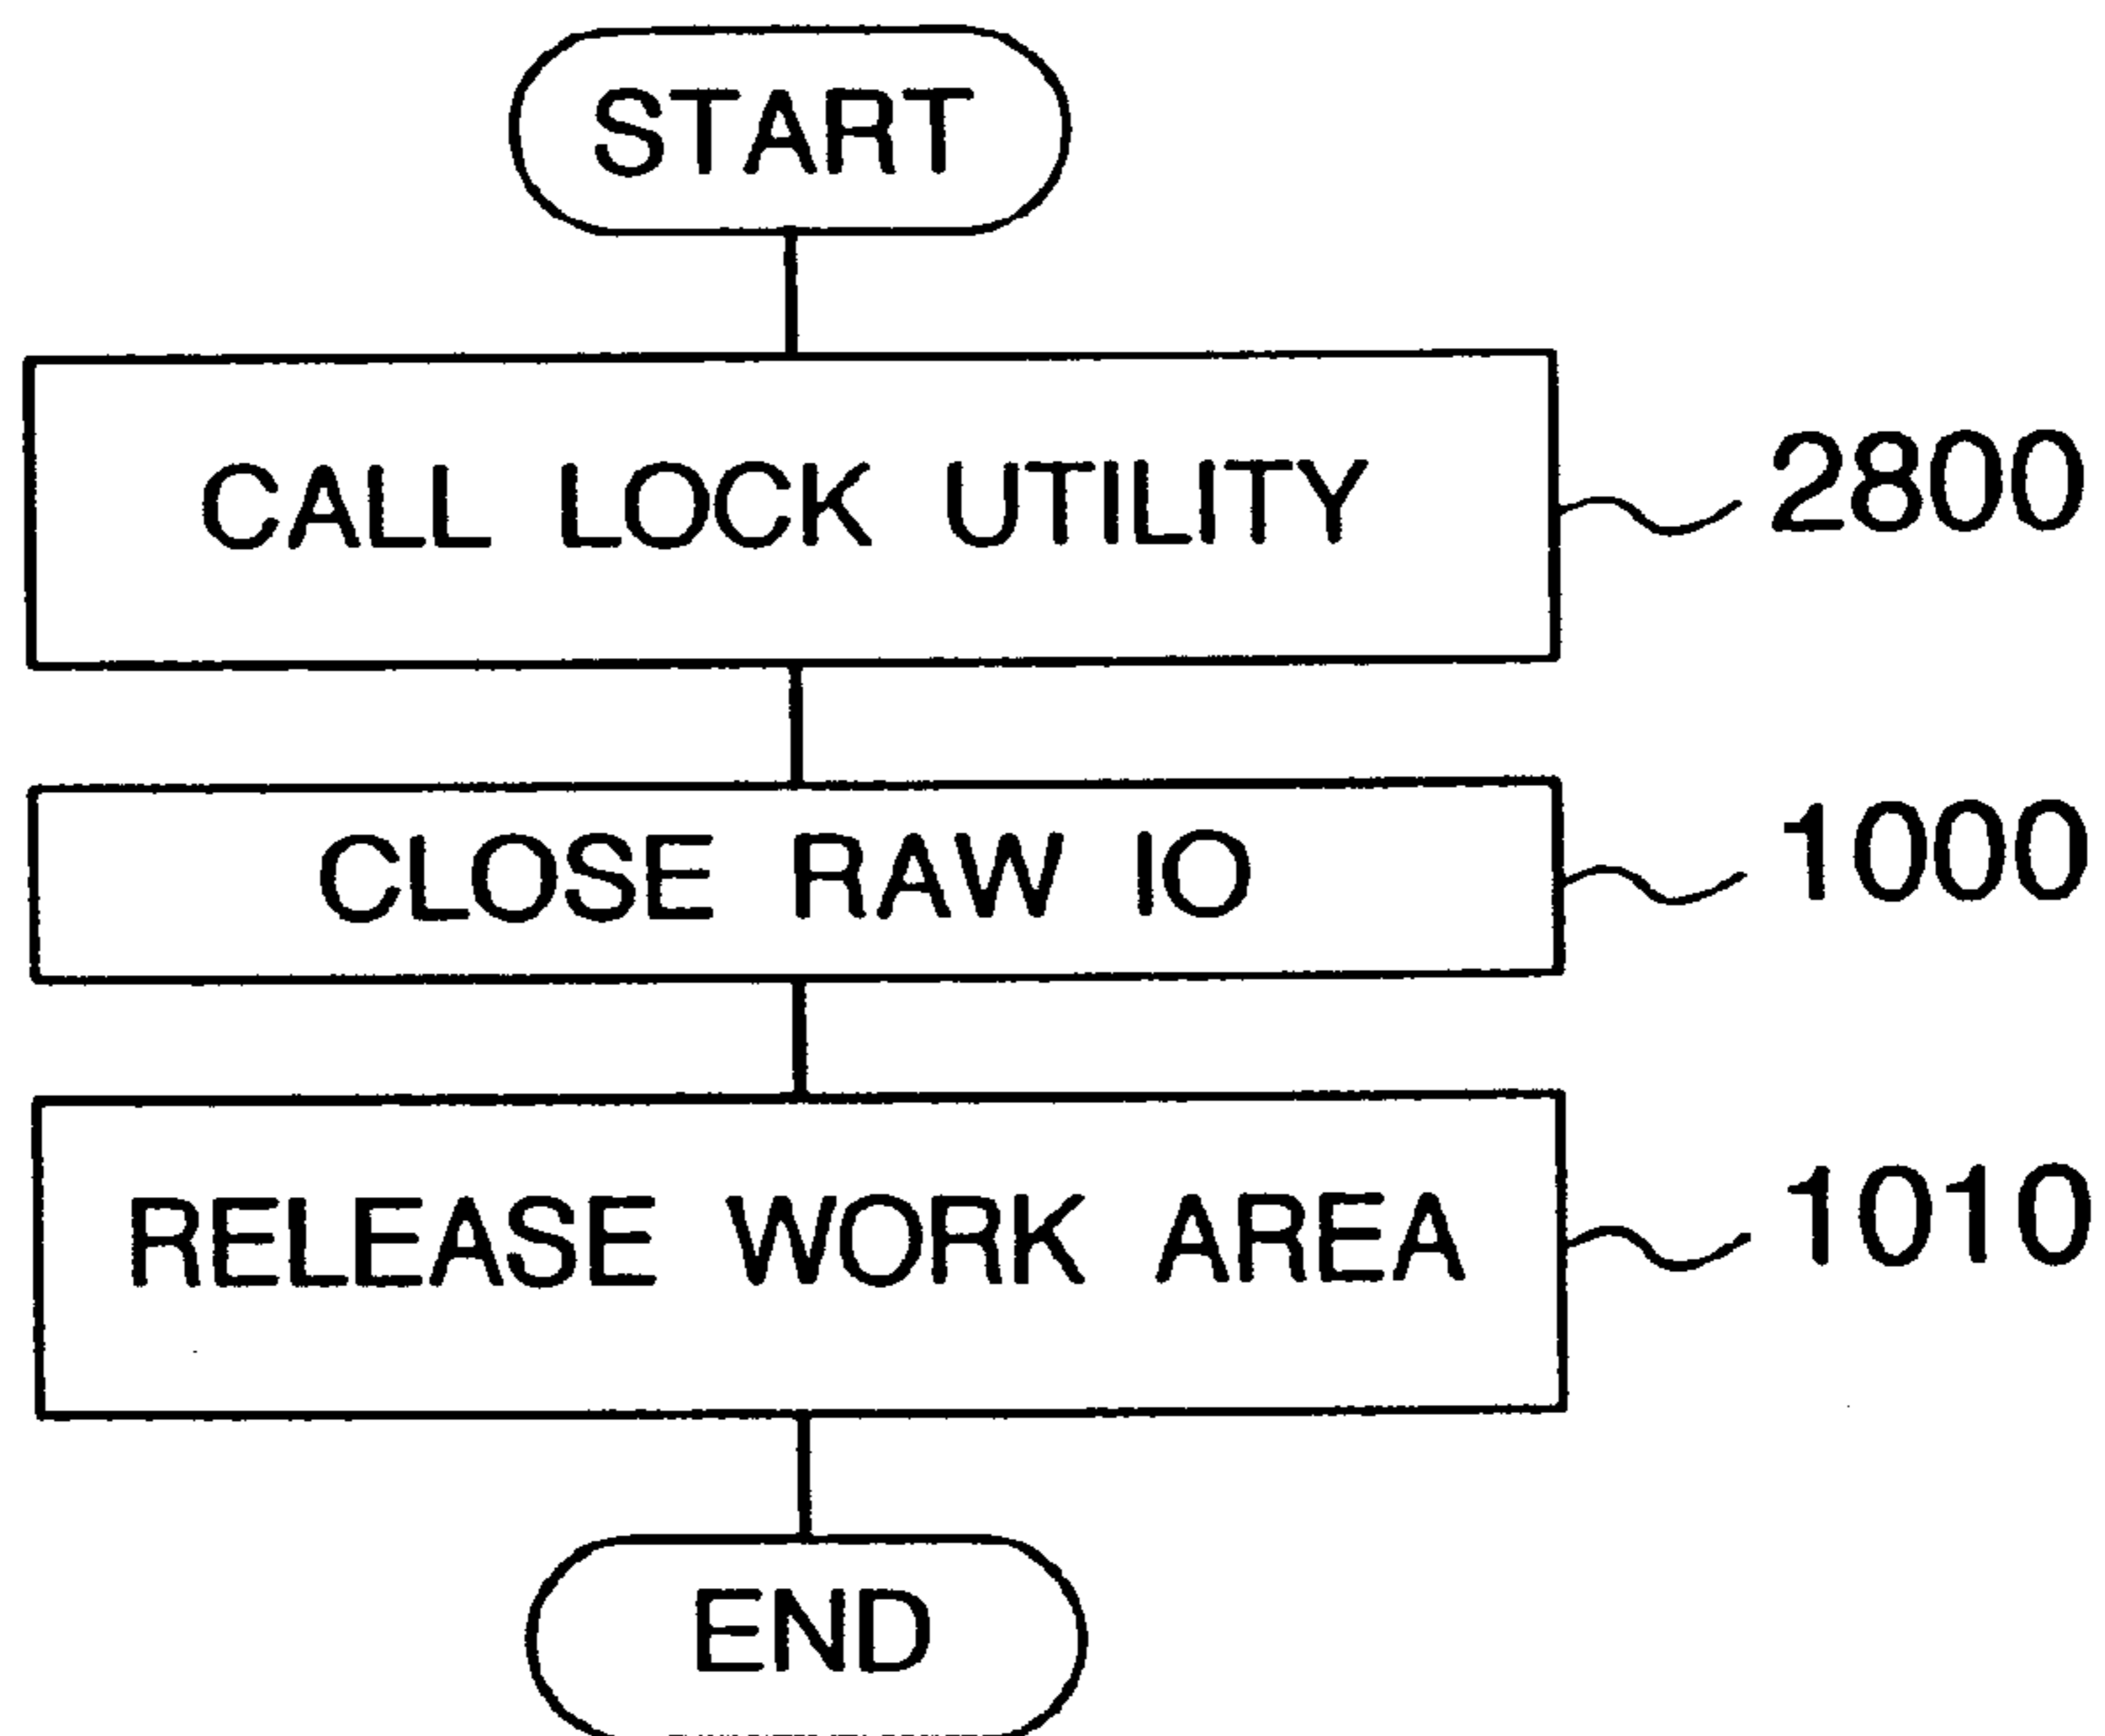 START
CALL LOCK UTILITY
2800
CLOSE RAW IO
1000
RELEASE WORK AREA
1010
END